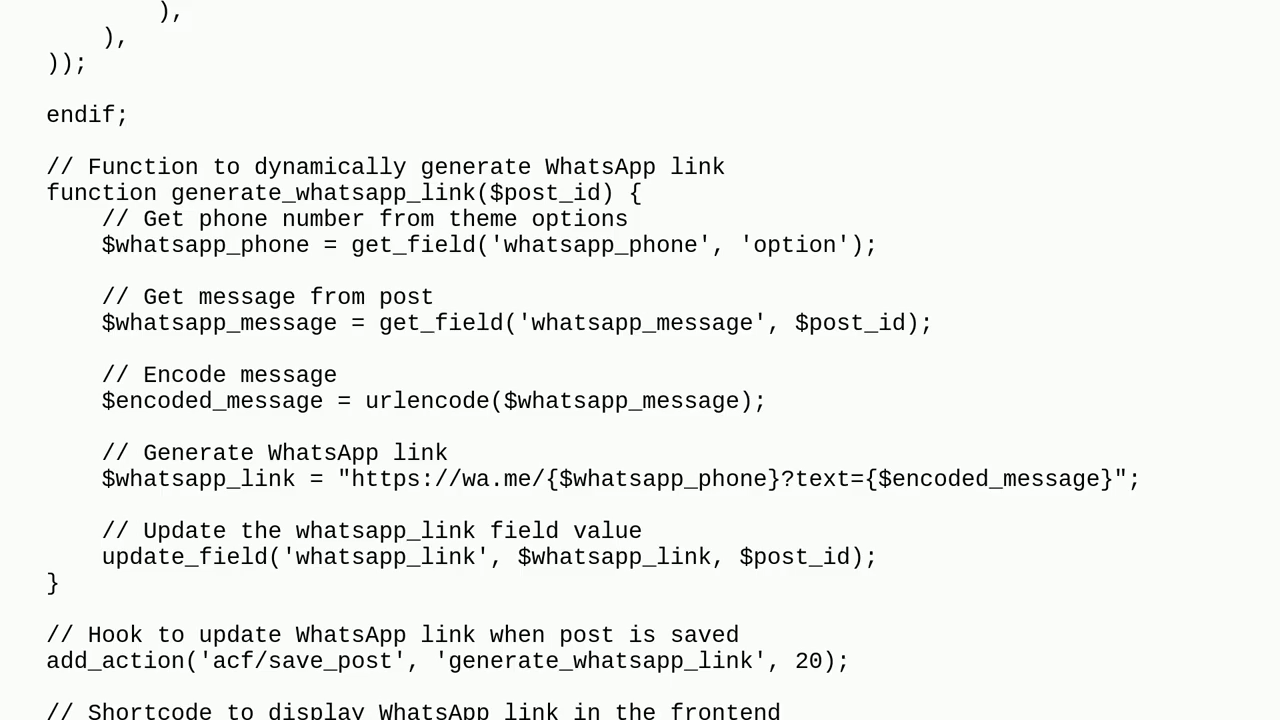 ),
),
));
endif;
// Function to dynamically generate WhatsApp link
function generate_whatsapp_link($post_id) {
// Get phone number from theme options
$whatsapp_phone = get_field('whatsapp_phone', 'option');
// Get message from post
$whatsapp_message = get_field('whatsapp_message', $post_id);
// Encode message
$encoded_message = urlencode($whatsapp_message);
// Generate WhatsApp link
$whatsapp_link = "https://wa.me/{$whatsapp_phone}?text={$encoded_message}";
// Update the whatsapp_link field value
update_field('whatsapp_link', $whatsapp_link, $post_id);
}
// Hook to update WhatsApp link when post is saved
add_action('acf/save_post', 'generate_whatsapp_link', 20);
// Shortcode to display WhatsApp link in the frontend